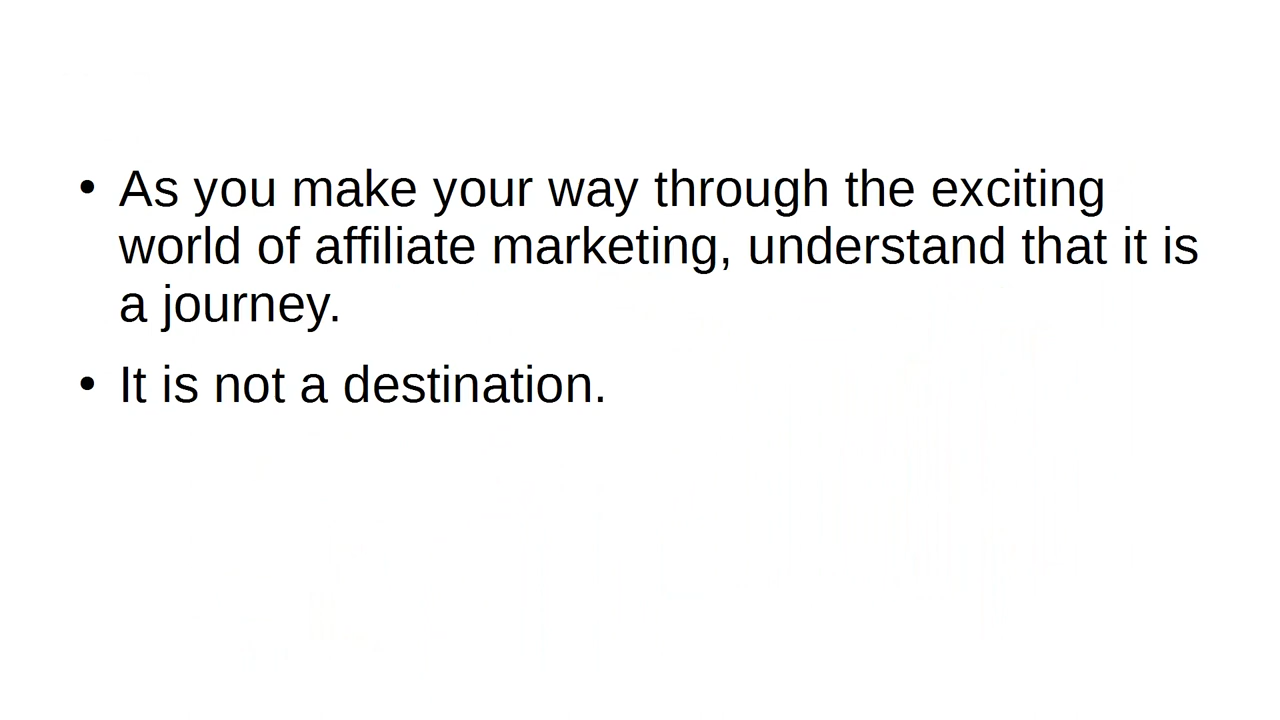 • As you make your way through the exciting
world of affiliate marketing, understand that it is
a journey.
• It is not a destination.